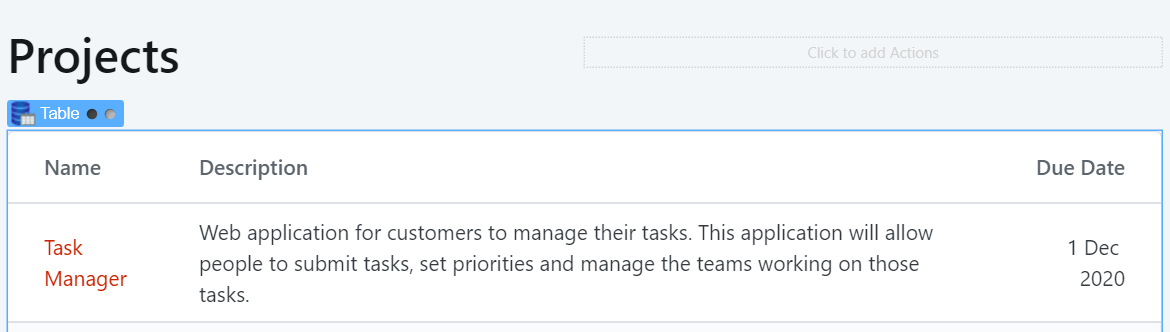 Projects
Click to add Actions
Table
Name Description Due Date
Task Manager
Web application for customers to manage their tasks. This application will allow
people to submit tasks, set priorities and manage the teams working on those
tasks.
1 Dec
2020